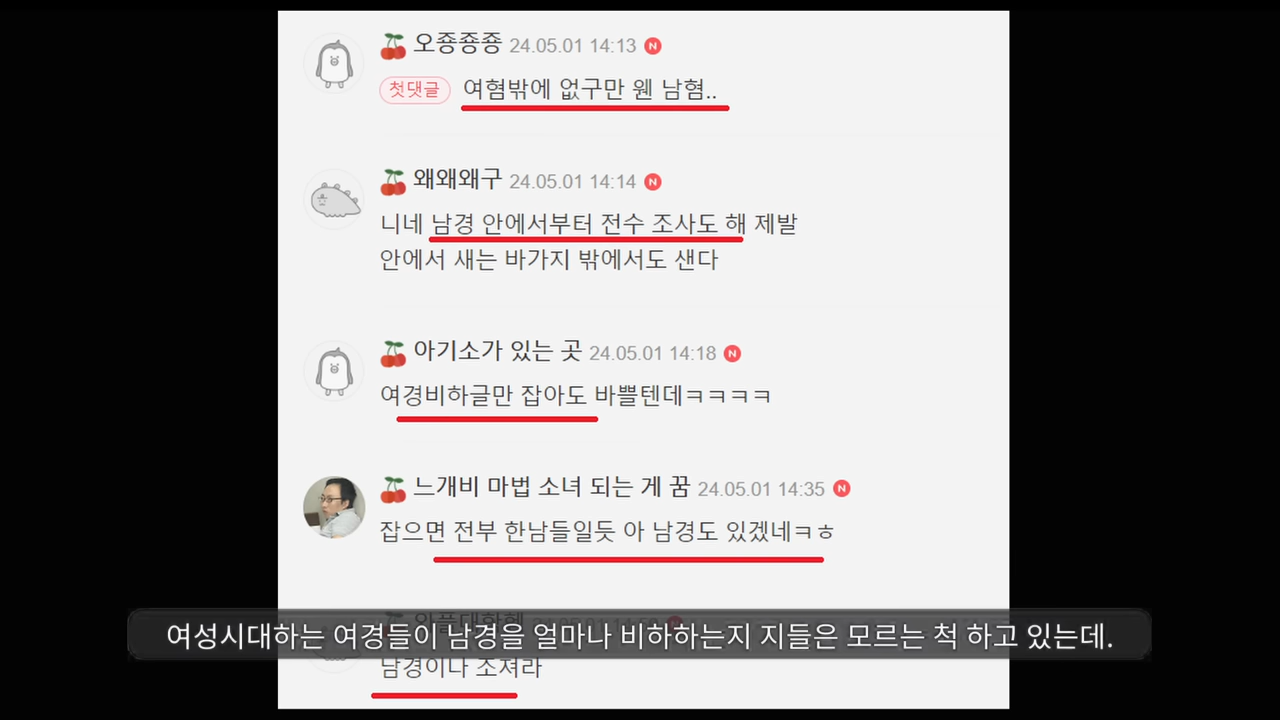 오죵죵죵 24.05.01 14:13 N
첫댓글 여혐밖에 없구만 웬 남혐..
왜왜왜구 24.05.01 14:14 N
니네 남경 안에서부터 전수 조사도 해 제발
안에서 새는 바가지 밖에서도 샌다
아기소가 있는 곳 24.05.01 14:18 N
여경비하글만 잡아도 바쁠텐데ㅋㅋㅋㅋ
느개비 마법 소녀 되는 게 꿈 24.05.01 14:35 N
잡으면 전부 한남들일듯 아 남경도 있겠네ㅋㅎ
여성시대하는 여경들이 남경을 얼마나 비하하는지 지들은 모르는 척 하고 있는데.
남경이나 조져라